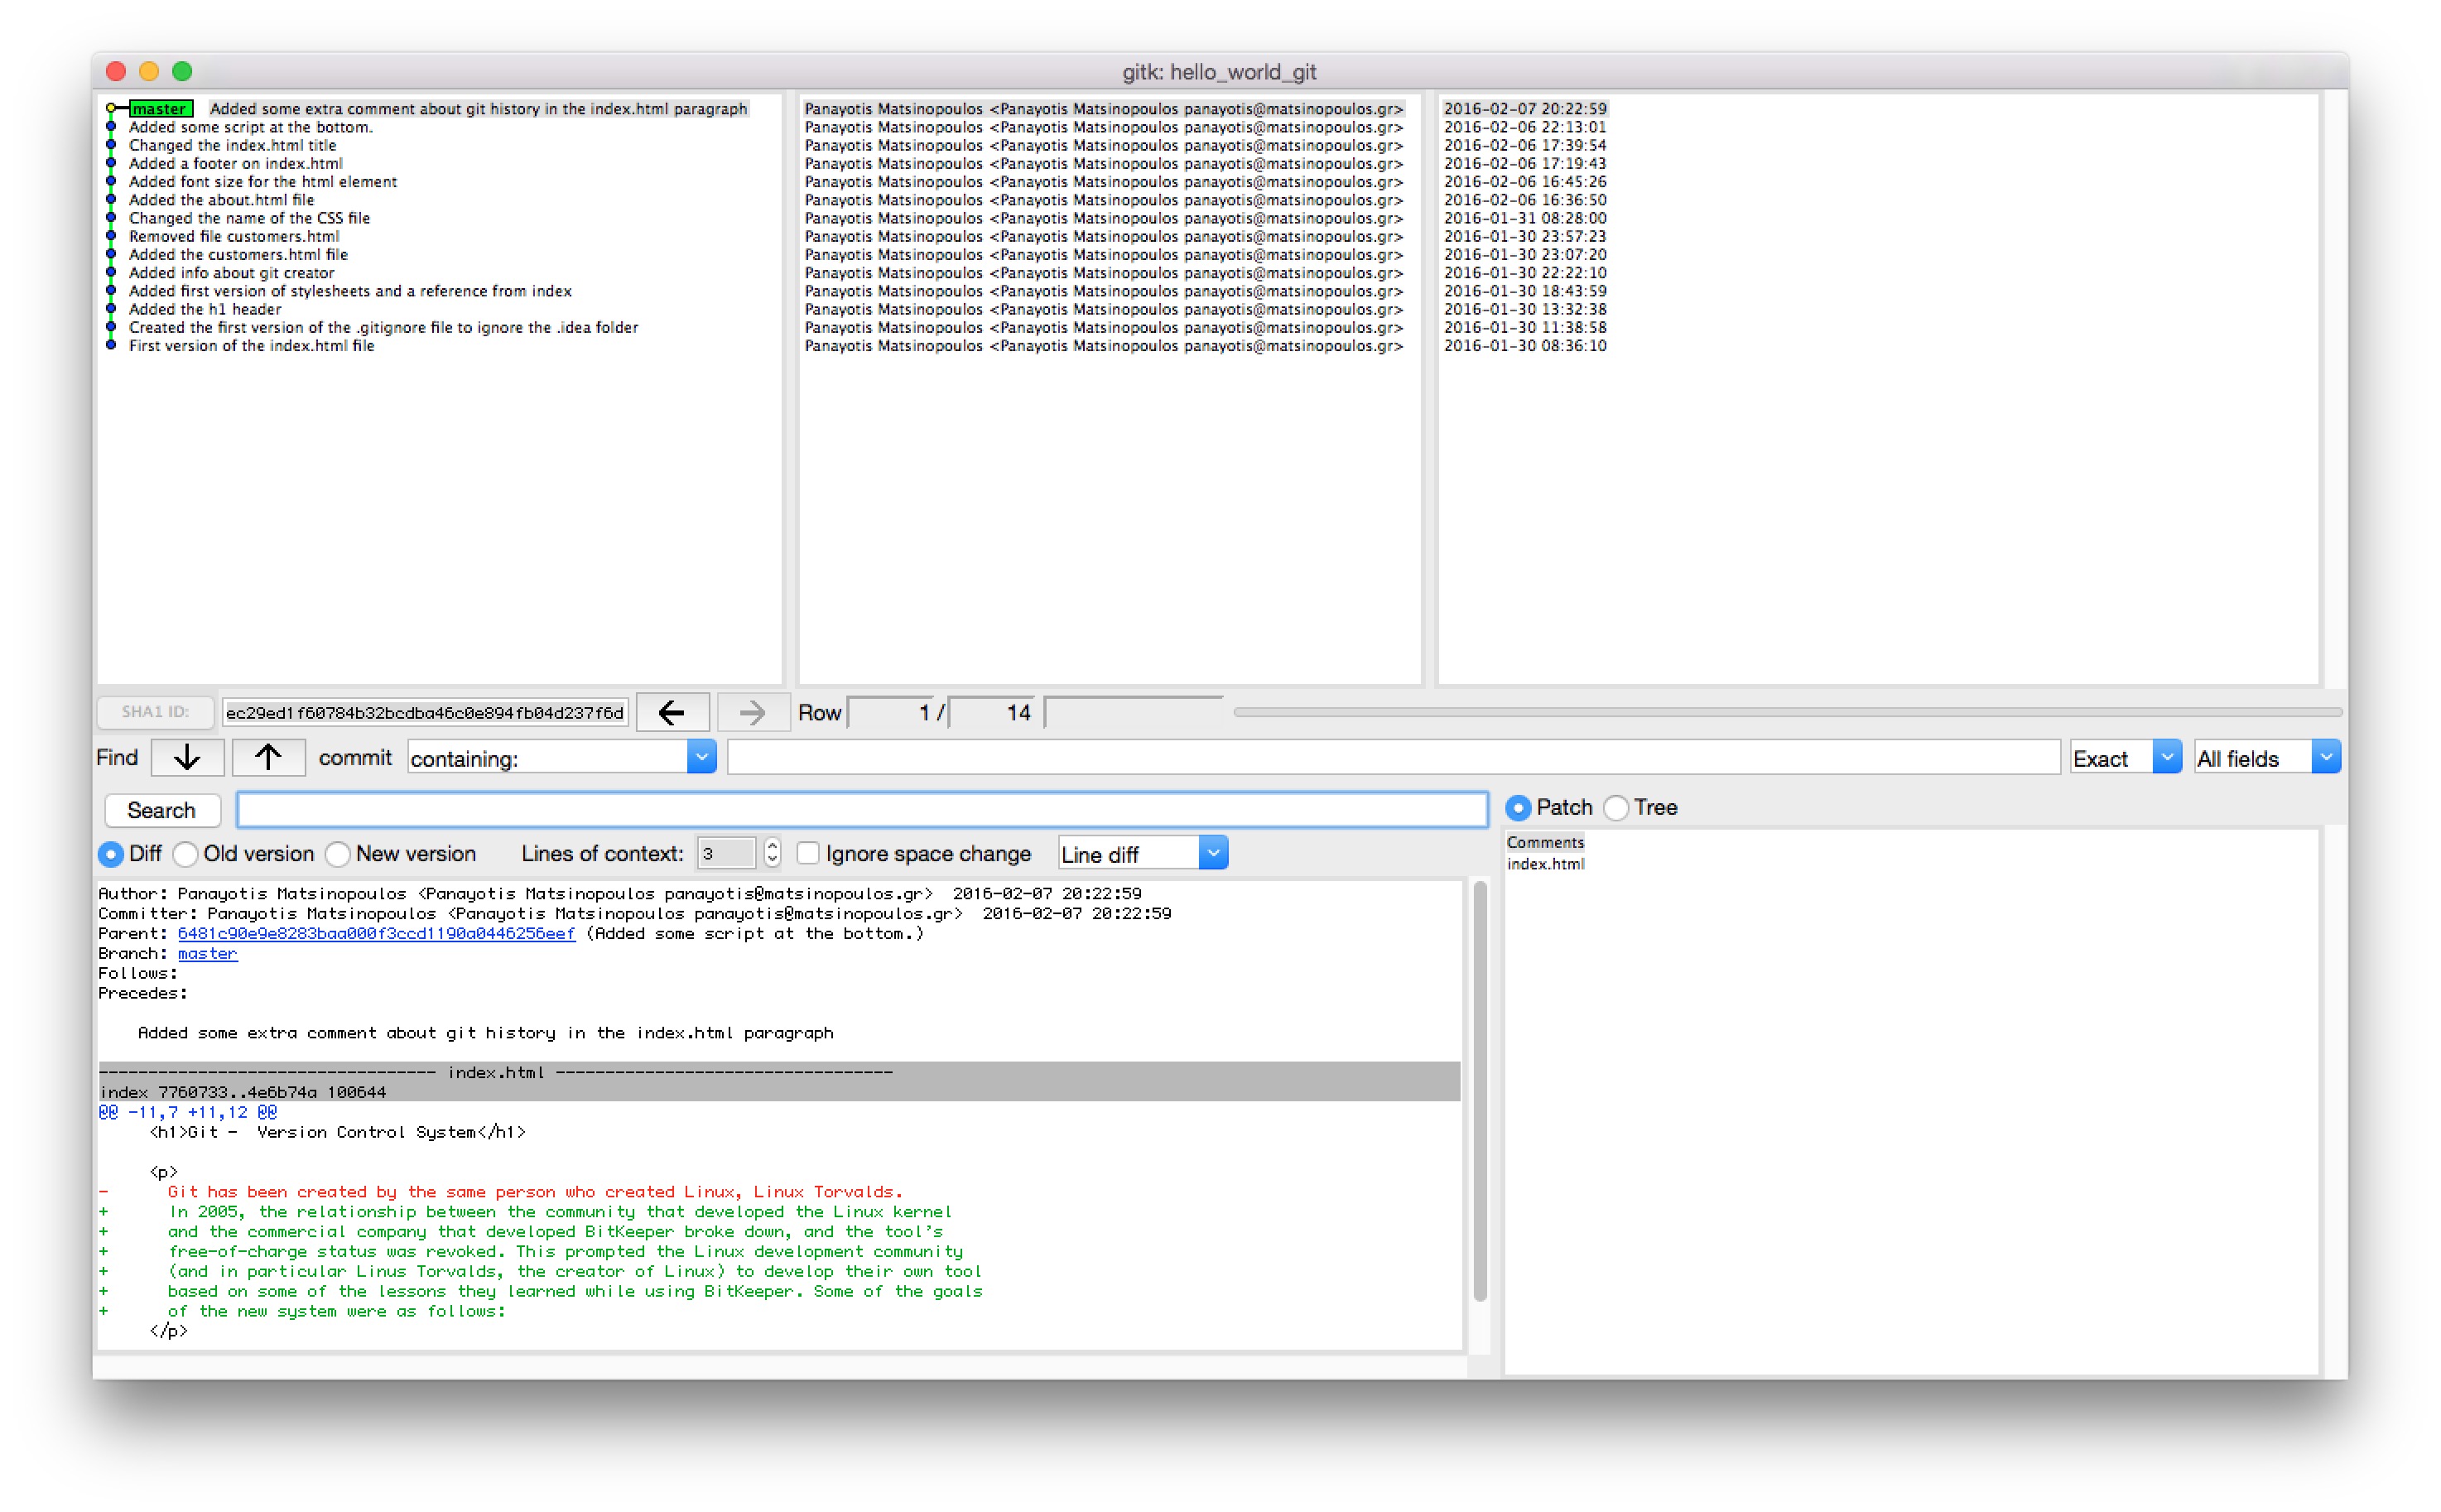 gitk: hello_world_git
master Added some extra comment about git history in the index.html paragraph Panayotis Matsinopoulos <Panayotis Matsinopoulos panayotis@matsinopoulos.gr> 2016-02-07 20:22:59
Added some script at the bottom. Panayotis Matsinopoulos <Panayotis Matsinopoulos panayotis@matsinopoulos.gr> 2016-02-06 22:13:01
Changed the index.html title Panayotis Matsinopoulos <Panayotis Matsinopoulos panayotis@matsinopoulos.gr> 2016-02-06 17:39:54
Added a footer on index.html Panayotis Matsinopoulos <Panayotis Matsinopoulos panayotis@matsinopoulos.gr> 2016-02-06 17:19:43
Added font size for the html element Panayotis Matsinopoulos <Panayotis Matsinopoulos panayotis@matsinopoulos.gr> 2016-02-06 16:45:26
Added the about.html file Panayotis Matsinopoulos <Panayotis Matsinopoulos panayotis@matsinopoulos.gr> 2016-02-06 16:36:50
Changed the name of the CSS file Panayotis Matsinopoulos <Panayotis Matsinopoulos panayotis@matsinopoulos.gr> 2016-01-31 08:28:00
Removed file customers.html Panayotis Matsinopoulos <Panayotis Matsinopoulos panayotis@matsinopoulos.gr> 2016-01-30 23:57:23
Added the customers.html file Panayotis Matsinopoulos <Panayotis Matsinopoulos panayotis@matsinopoulos.gr> 2016-01-30 23:07:20
Added info about git creator Panayotis Matsinopoulos <Panayotis Matsinopoulos panayotis@matsinopoulos.gr> 2016-01-30 22:22:10
Added first version of stylesheets and a reference from index Panayotis Matsinopoulos <Panayotis Matsinopoulos panayotis@matsinopoulos.gr> 2016-01-30 18:43:59
Added the h1 header Panayotis Matsinopoulos <Panayotis Matsinopoulos panayotis@matsinopoulos.gr> 2016-01-30 13:32:38
Created the first version of the .gitignore file to ignore the .idea folder Panayotis Matsinopoulos <Panayotis Matsinopoulos panayotis@matsinopoulos.gr> 2016-01-30 11:38:58
First version of the index.html file Panayotis Matsinopoulos <Panayotis Matsinopoulos panayotis@matsinopoulos.gr> 2016-01-30 08:36:10
SHA1 ID: ec29ed1f60784b32bcdba46c0e894fb04d237f6d ← → Row 1 / 14
Find ↓ ↑ commit containing: Exact All fields
Search
Patch Tree
Diff Old version New version Lines of context: 3 Ignore space change Line diff
Comments
index.html
Author: Panayotis Matsinopoulos <Panayotis Matsinopoulos panayotis@matsinopoulos.gr> 2016-02-07 20:22:59
Committer: Panayotis Matsinopoulos <Panayotis Matsinopoulos panayotis@matsinopoulos.gr> 2016-02-07 20:22:59
Parent: 6481c90e9e8283baa000f3ccd1190a0446256eef (Added some script at the bottom.)
Branch: master
Follows:
Precedes:
Added some extra comment about git history in the index.html paragraph
---------------------------------- index.html ----------------------------------
index 7760733..4e6b74a 100644
@@ -11,7 +11,12 @@
<h1>Git -  Version Control System</h1>
<p>
- Git has been created by the same person who created Linux, Linux Torvalds.
+ In 2005, the relationship between the community that developed the Linux kernel
+ and the commercial company that developed BitKeeper broke down, and the tool's
+ free-of-charge status was revoked. This prompted the Linux development community
+ (and in particular Linus Torvalds, the creator of Linux) to develop their own tool
+ based on some of the lessons they learned while using BitKeeper. Some of the goals
+ of the new system were as follows:
</p>